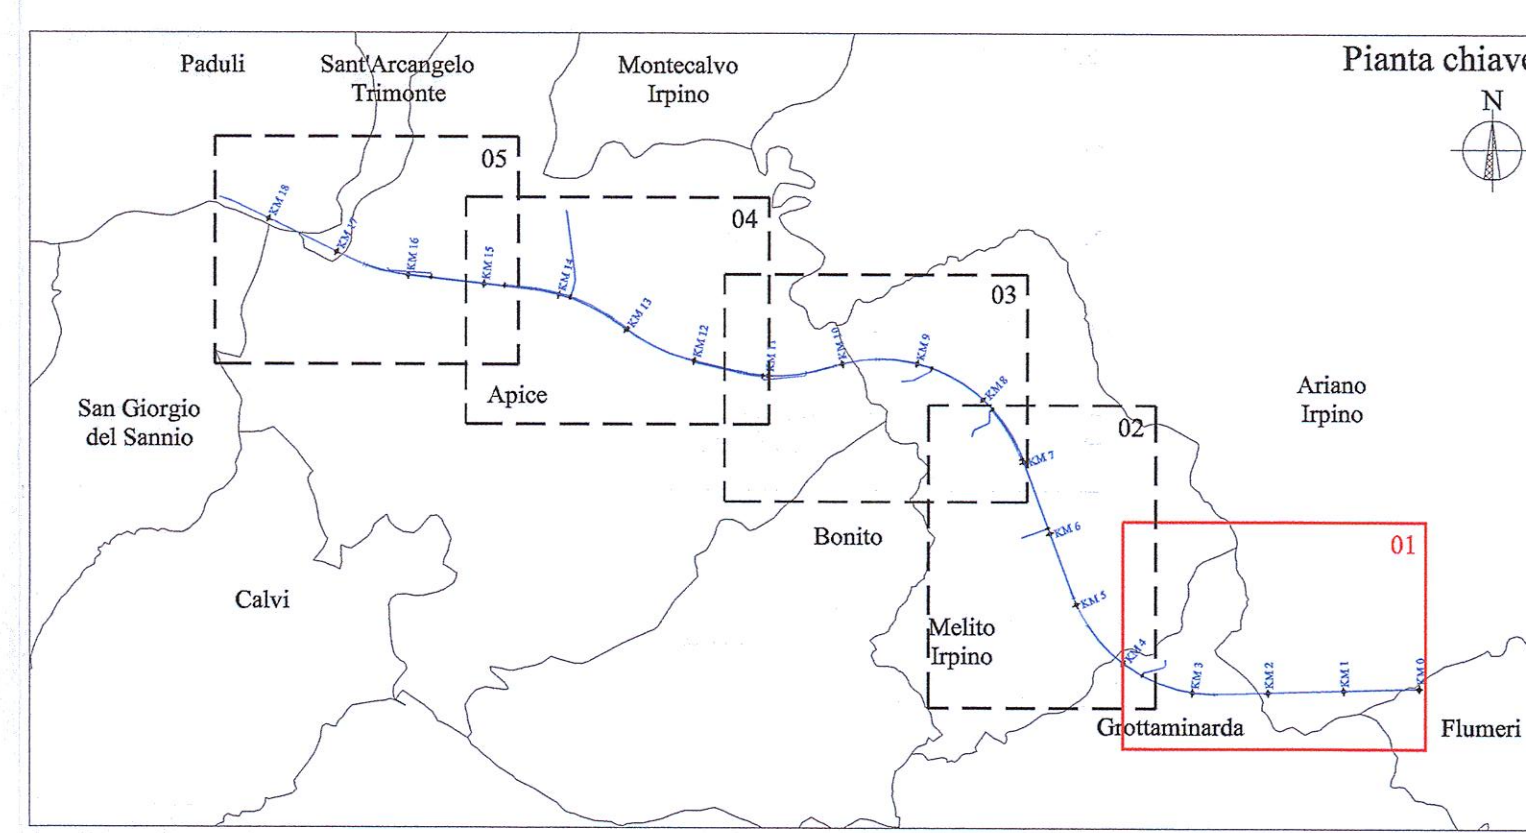 Pianta chiave
N
Paduli
Sant'Arcangelo
Trimonte
Montecalvo
Irpino
05
04
03
02
01
KM 18
KM 17
KM 16
KM 15
KM 14
KM 13
KM 12
KM 11
KM 10
KM 9
KM 8
KM 7
KM 6
KM 5
KM 4
KM 3
KM 2
KM 1
KM 0
Apice
San Giorgio
del Sannio
Ariano
Irpino
Bonito
Calvi
Melito
Irpino
Grottaminarda
Flumeri